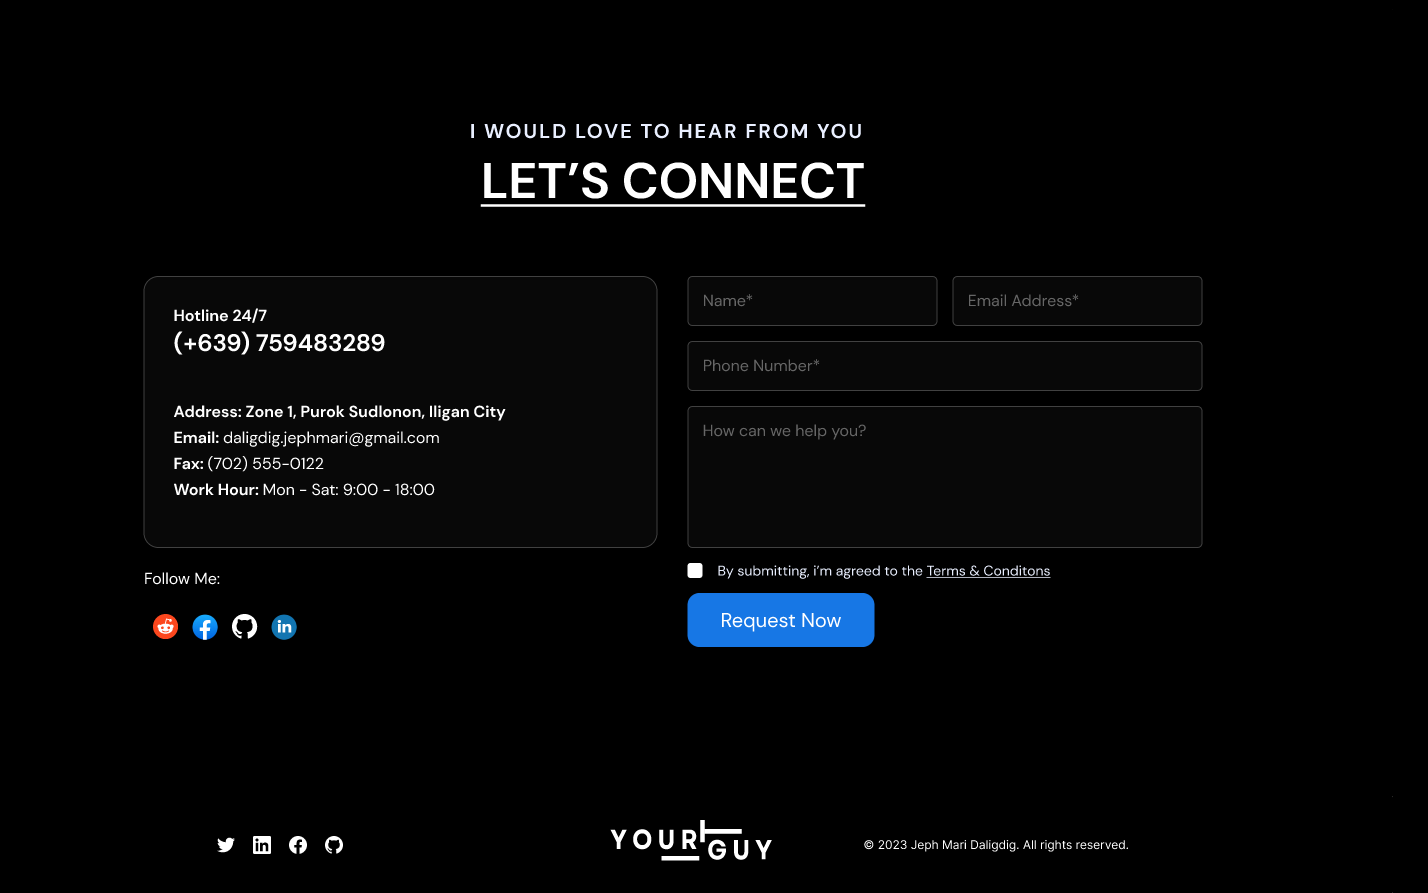 I WOULD LOVE TO HEAR FROM YOU
LET’S CONNECT
Hotline 24/7
(+639) 759483289
Address: Zone 1, Purok Sudlonon, Iligan City
Email: daligdig.jephmari@gmail.com
Fax: (702) 555-0122
Work Hour: Mon - Sat: 9:00 - 18:00
Follow Me:
in
Name*
Email Address*
Phone Number*
How can we help you?
By submitting, i’m agreed to the Terms & Conditons
Request Now
in
YOUR
GUY
© 2023 Jeph Mari Daligdig. All rights reserved.